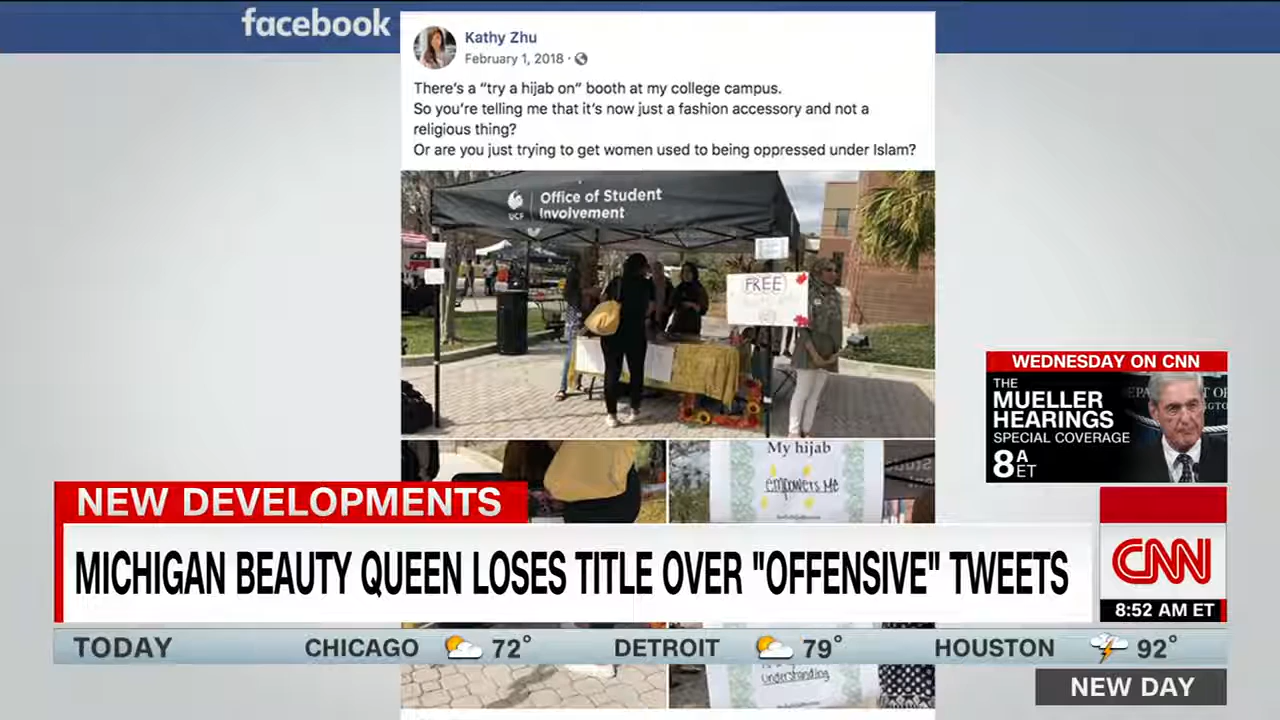 facebook
Kathy Zhu
February 1, 2018
There's a “try a hijab on” booth at my college campus.
So you're telling me that it's now just a fashion accessory and not a
religious thing?
Or are you just trying to get women used to being oppressed under Islam?
UCF
Office of Student
Involvement
FREE
My hijab
empowers Me
understanding
WEDNESDAY ON CNN
THE
MUELLER
HEARINGS
SPECIAL COVERAGE
8A
ET
NEW DEVELOPMENTS
MICHIGAN BEAUTY QUEEN LOSES TITLE OVER "OFFENSIVE" TWEETS
CNN
8:52 AM ET
TODAY CHICAGO 72° DETROIT 79° HOUSTON 92°
NEW DAY